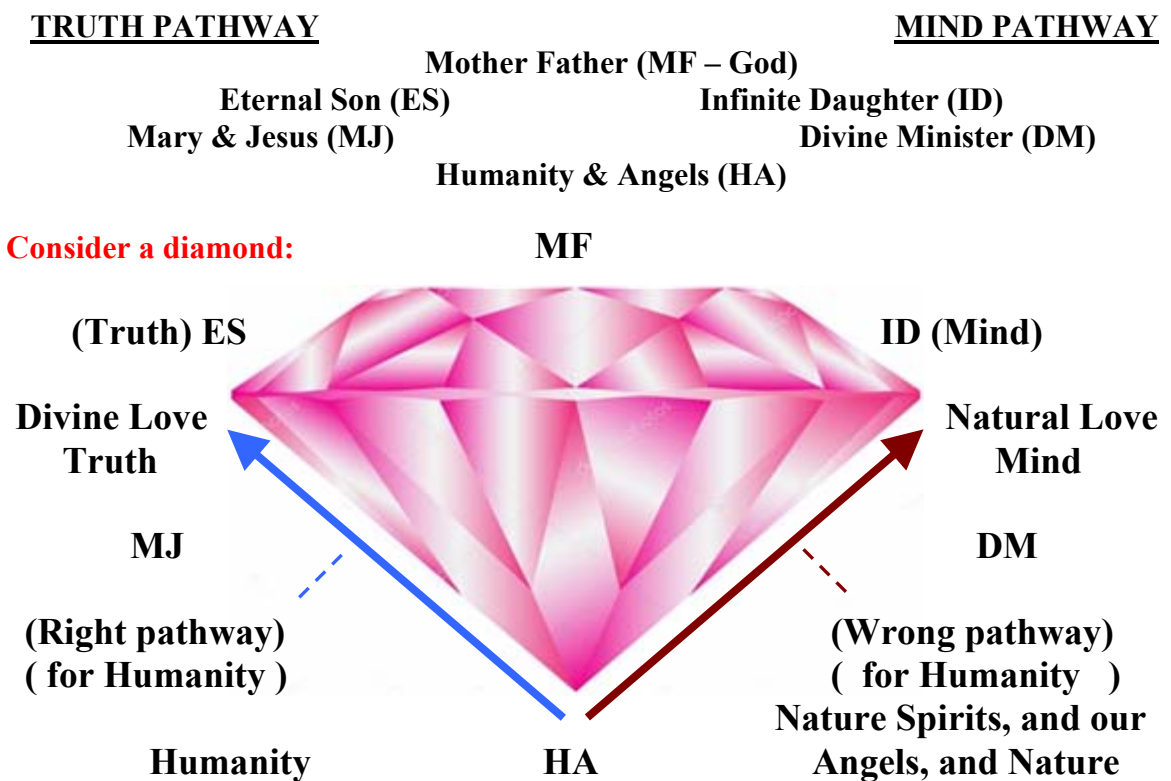 TRUTH PATHWAY MIND PATHWAY
Mother Father (MF – God)
Eternal Son (ES) Infinite Daughter (ID)
Mary & Jesus (MJ) Divine Minister (DM)
Humanity & Angels (HA)
Consider a diamond: MF
(Truth) ES ID (Mind)
Divine Love Natural Love
Truth Mind
MJ DM
(Right pathway) (Wrong pathway)
( for Humanity ) ( for Humanity )
Nature Spirits, and our
Humanity HA Angels, and Nature